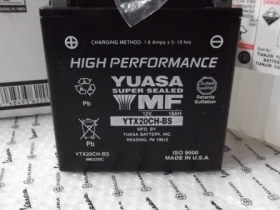 CHARGING METHOD : 1.8 Amps x 5-10 hrs
HIGH PERFORMANCE
YUASA
SUPER SEALED
MF
12V 18AH
YTX20CH-BS
MFD. BY:
YUASA BATTERY, INC.
READING, PA 19612
Pb
YTX20CH-BS
ISO 9000
MADE IN U.S.A.